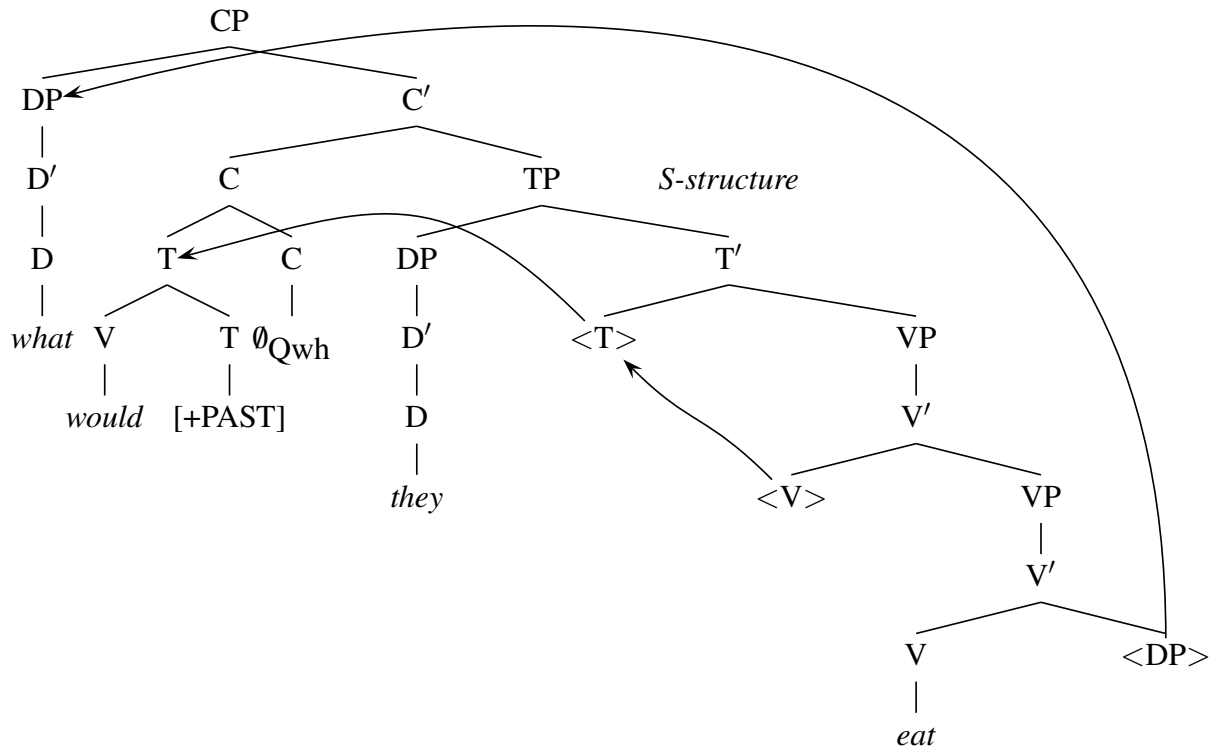 CP
DP C′
D′ C TP S-structure
D T C DP T′
what V T ∅Qwh D′ <T> VP
would [+PAST] D V′
they <V> VP
V′
V <DP>
eat